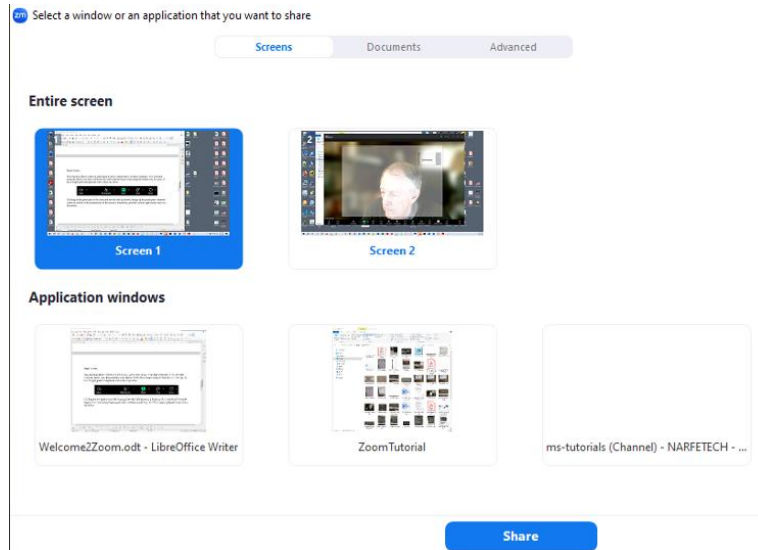 zm Select a window or an application that you want to share
Screens Documents Advanced
Entire screen
2
Screen 1 Screen 2
Application windows
Welcome2Zoom.odt - LibreOffice Writer ZoomTutorial ms-tutorials (Channel) - NARFETECH - ...
Share